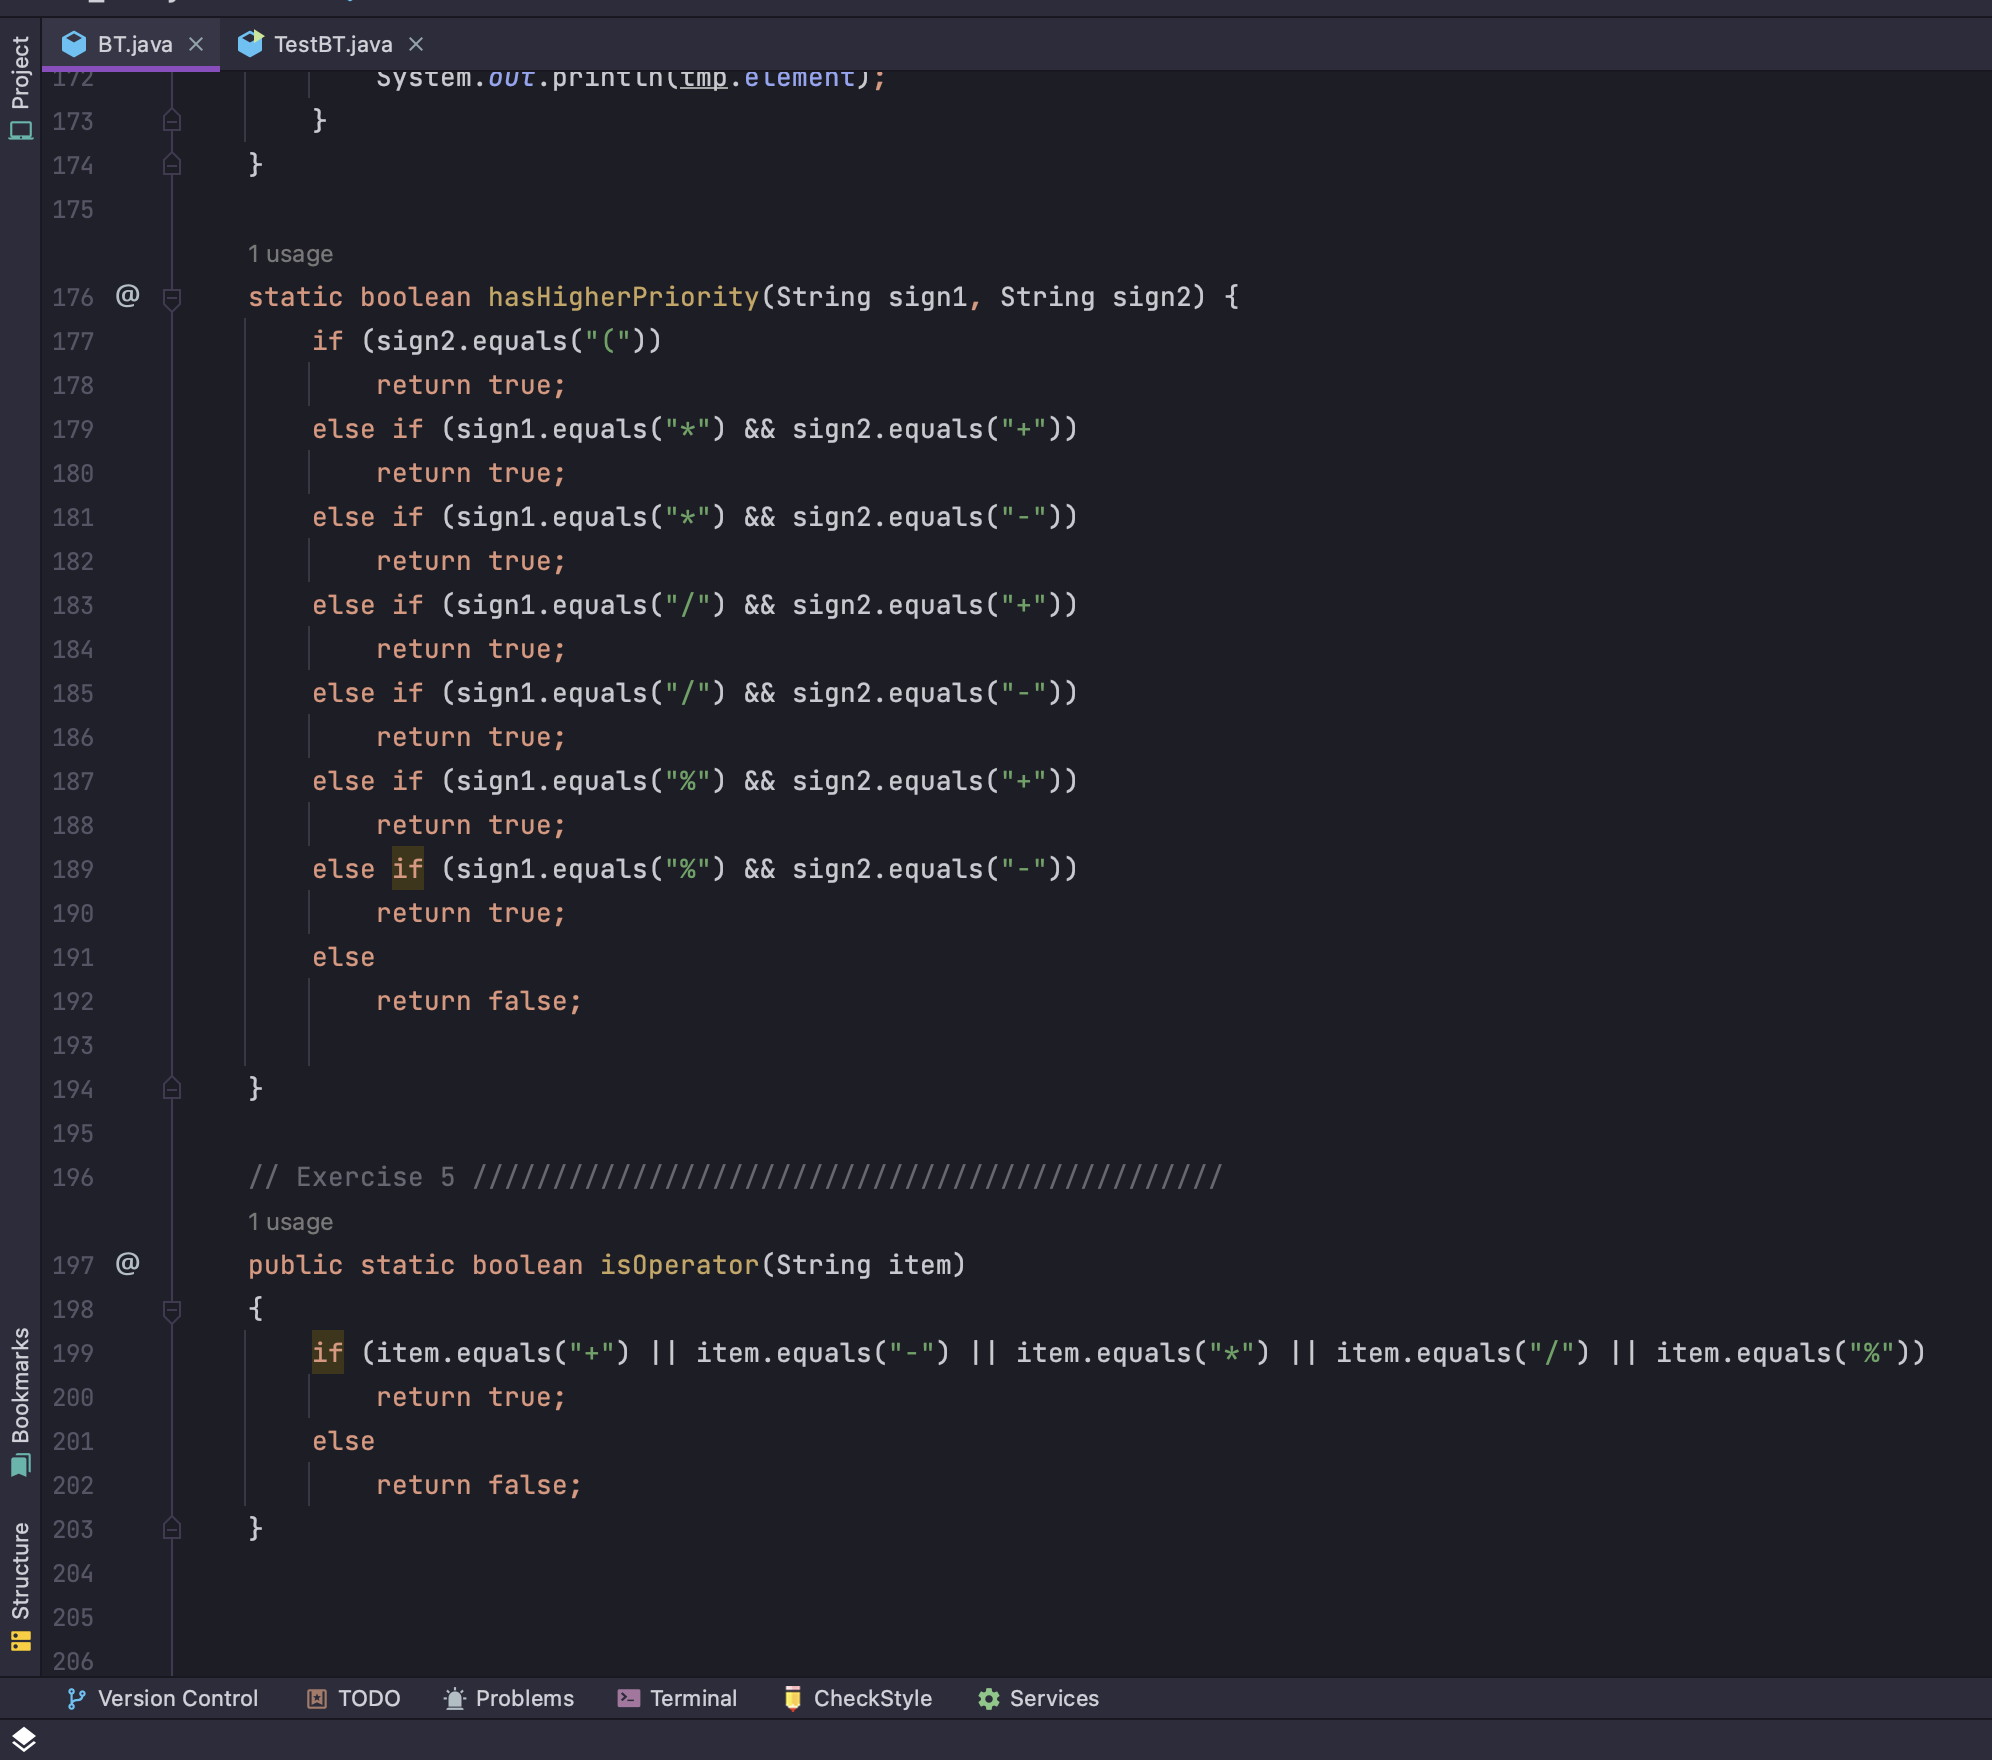 Project
BT.java
TestBT.java
172 System.out.println(tmp.element);
173 }
174 }
175
1 usage
176 @ static boolean hasHigherPriority(String sign1, String sign2) {
177 if (sign2.equals("("))
178 return true;
179 else if (sign1.equals("*") && sign2.equals("+"))
180 return true;
181 else if (sign1.equals("*") && sign2.equals("-"))
182 return true;
183 else if (sign1.equals("/") && sign2.equals("+"))
184 return true;
185 else if (sign1.equals("/") && sign2.equals("-"))
186 return true;
187 else if (sign1.equals("%") && sign2.equals("+"))
188 return true;
189 else if (sign1.equals("%") && sign2.equals("-"))
190 return true;
191 else
192 return false;
193
194 }
195
196 // Exercise 5 ///////////////////////////////////////////////
1 usage
197 @ public static boolean isOperator(String item)
198 {
199 if (item.equals("+") || item.equals("-") || item.equals("*") || item.equals("/") || item.equals("%"))
200 return true;
201 else
202 return false;
203 }
204
205
206
Bookmarks
Structure
Version Control TODO Problems Terminal CheckStyle Services